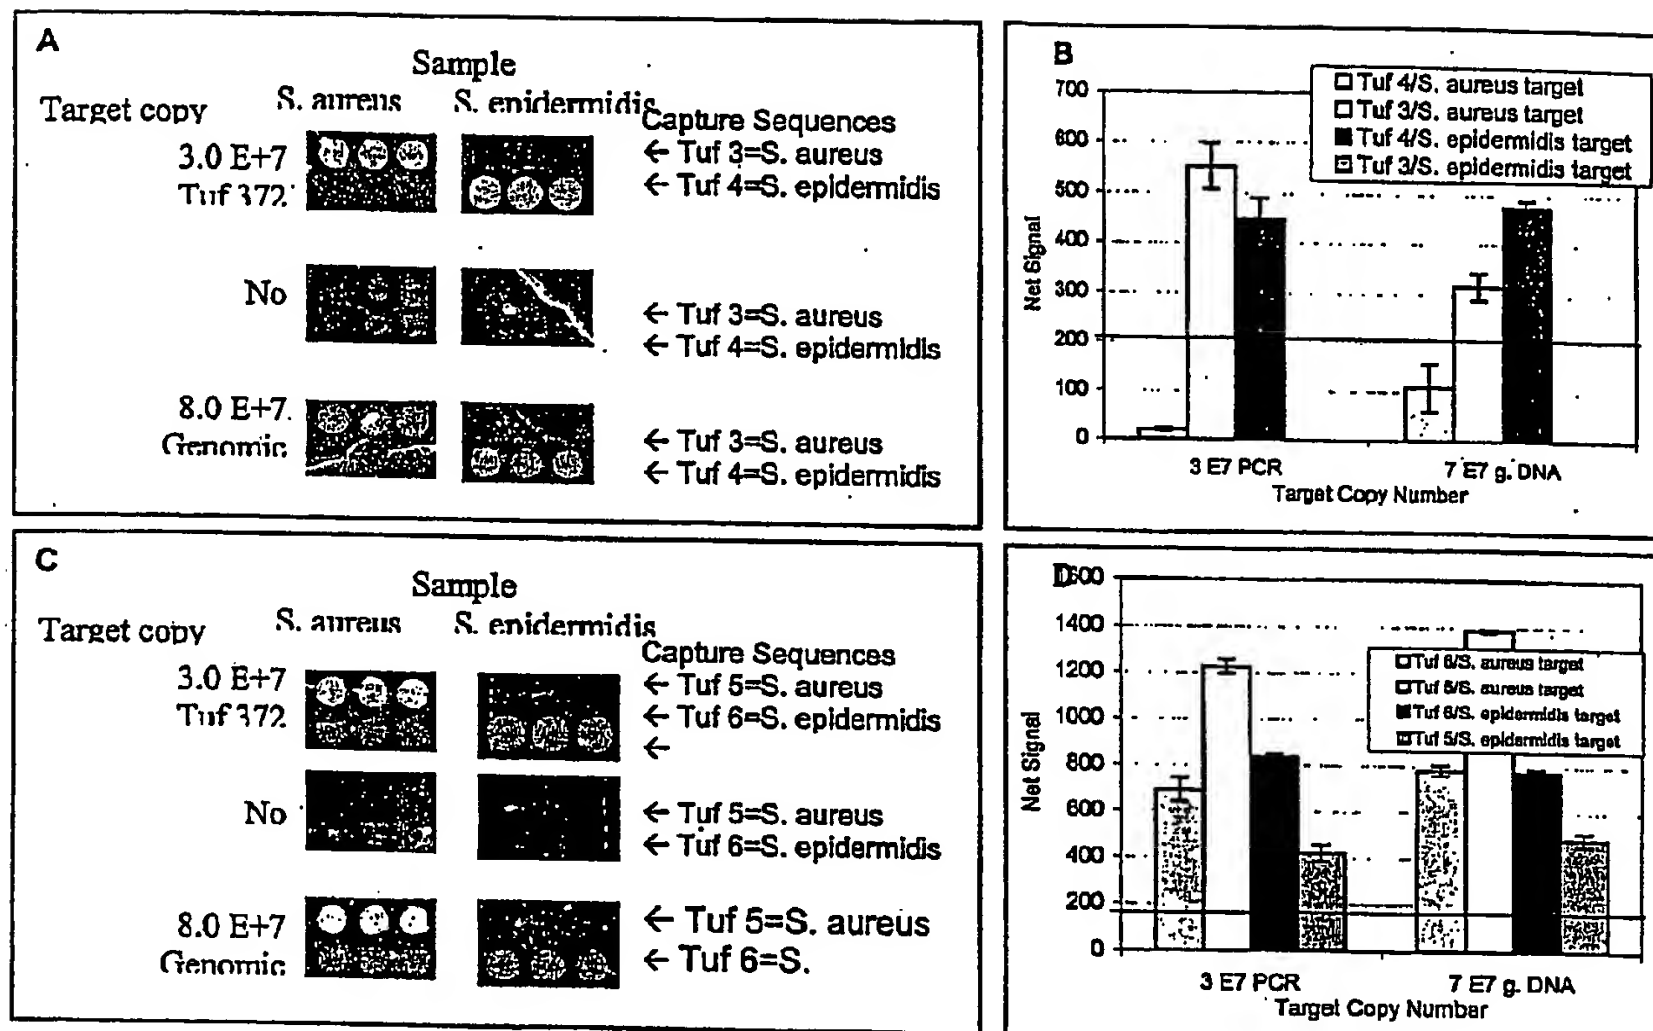 A
Sample
Target copy
S. aureus
S. enidermidis
Capture Sequences
3.0 E+7
Tuf 372
← Tuf 3=S. aureus
← Tuf 4=S. epidermidis
No
← Tuf 3=S. aureus
← Tuf 4=S. epidermidis
8.0 E+7
Genomic
← Tuf 3=S. aureus
← Tuf 4=S. epidermidis
B
Tuf 4/S. aureus target
Tuf 3/S. aureus target
Tuf 4/S. epidermidis target
Tuf 3/S. epidermidis target
Net Signal
700
600
500
400
300
200
100
0
3 E7 PCR
7 E7 g. DNA
Target Copy Number
C
Sample
Target copy
S. aureus
S. enidermidis
Capture Sequences
3.0 E+7
Tuf 372
← Tuf 5=S. aureus
← Tuf 6=S. epidermidis
←
No
← Tuf 5=S. aureus
← Tuf 6=S. epidermidis
8.0 E+7
Genomic
← Tuf 5=S. aureus
← Tuf 6=S.
D
Tuf 6/S. aureus target
Tuf 5/S. aureus target
Tuf 6/S. epidermidis target
Tuf 5/S. epidermidis target
Net Signal
1600
1400
1200
1000
800
600
400
200
0
3 E7 PCR
7 E7 g. DNA
Target Copy Number